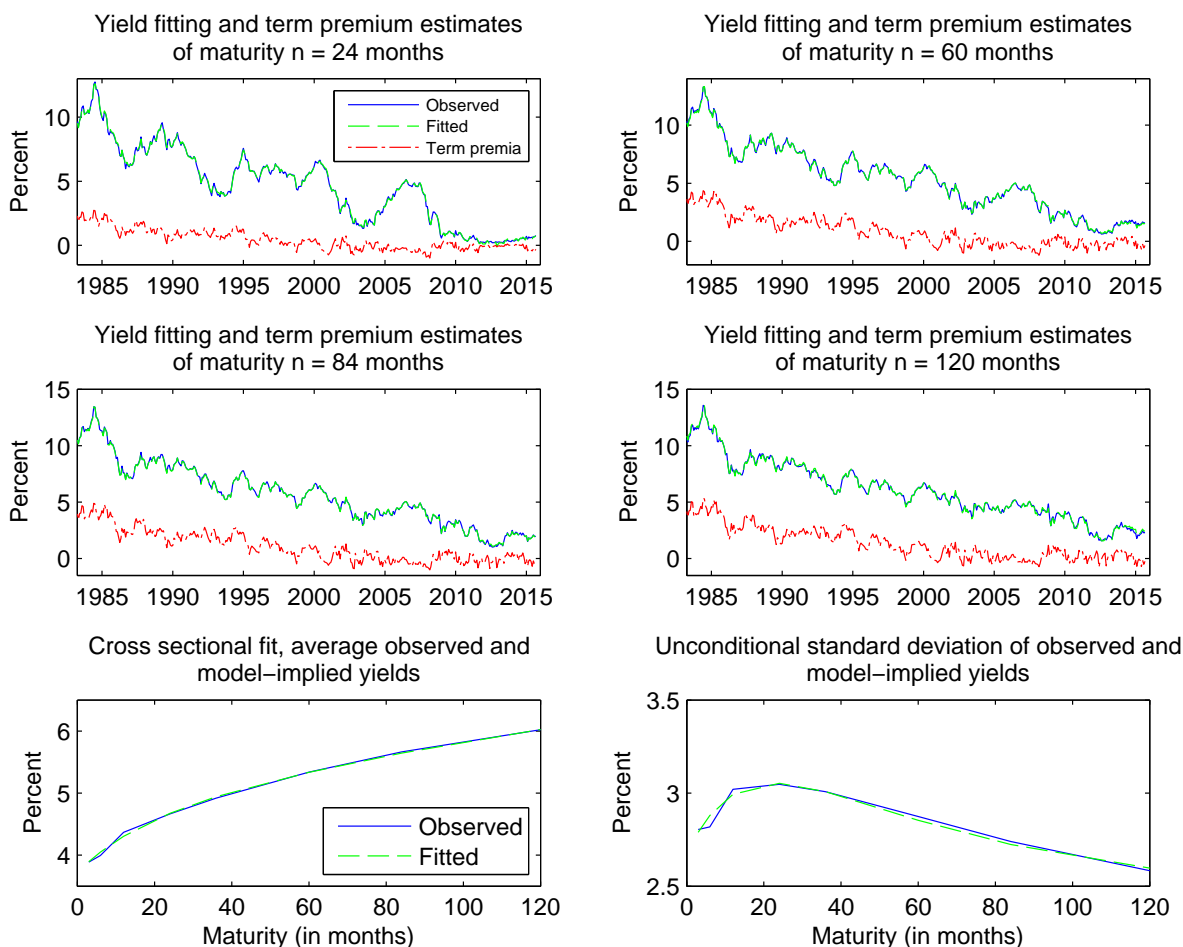 Yield fitting and term premium estimates
of maturity n = 24 months
Percent
10
5
0
Observed
Fitted
Term premia
1985 1990 1995 2000 2005 2010 2015
Yield fitting and term premium estimates
of maturity n = 60 months
Percent
10
5
0
1985 1990 1995 2000 2005 2010 2015
Yield fitting and term premium estimates
of maturity n = 84 months
Percent
15
10
5
0
1985 1990 1995 2000 2005 2010 2015
Yield fitting and term premium estimates
of maturity n = 120 months
Percent
15
10
5
0
1985 1990 1995 2000 2005 2010 2015
Cross sectional fit, average observed and
model−implied yields
Percent
6
5
4
Observed
Fitted
0 20 40 60 80 100 120
Maturity (in months)
Unconditional standard deviation of observed and
model−implied yields
Percent
3.5
3
2.5
0 20 40 60 80 100 120
Maturity (in months)